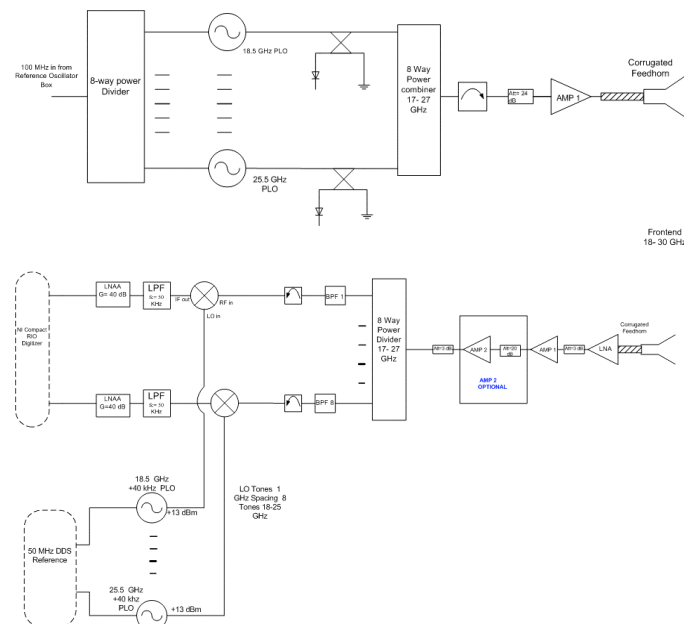 100 MHz in from
Reference Oscillator
Box
8-way power
Divider
18.5 GHz PLO
25.5 GHz
PLO
8 Way
Power
combiner
17- 27
GHz
At= 24
dB
AMP 1
Corrugated
Feedhorn
Frontend
18- 30 GHz
NI Compact
RIO
Digitizer
LNAA
G= 40 dB
LPF
fc= 50
KHz
IF out
RF in
LO in
BPF 1
8 Way
Power
Divider
17- 27
GHz
At=3 dB
AMP 2
dB
AMP 1
At=3 dB
LNA
Corrugated
Feedhorn
AMP 2
OPTIONAL
LNAA
G=40 dB
LPF
fc= 50
KHz
BPF 8
18.5 GHz
+40 kHz PLO
+13 dBm
LO Tones 1
GHz Spacing 8
Tones 18-25
GHz
50 MHz DDS
Reference
25.5 GHz
+40 khz
PLO
+13 dBm